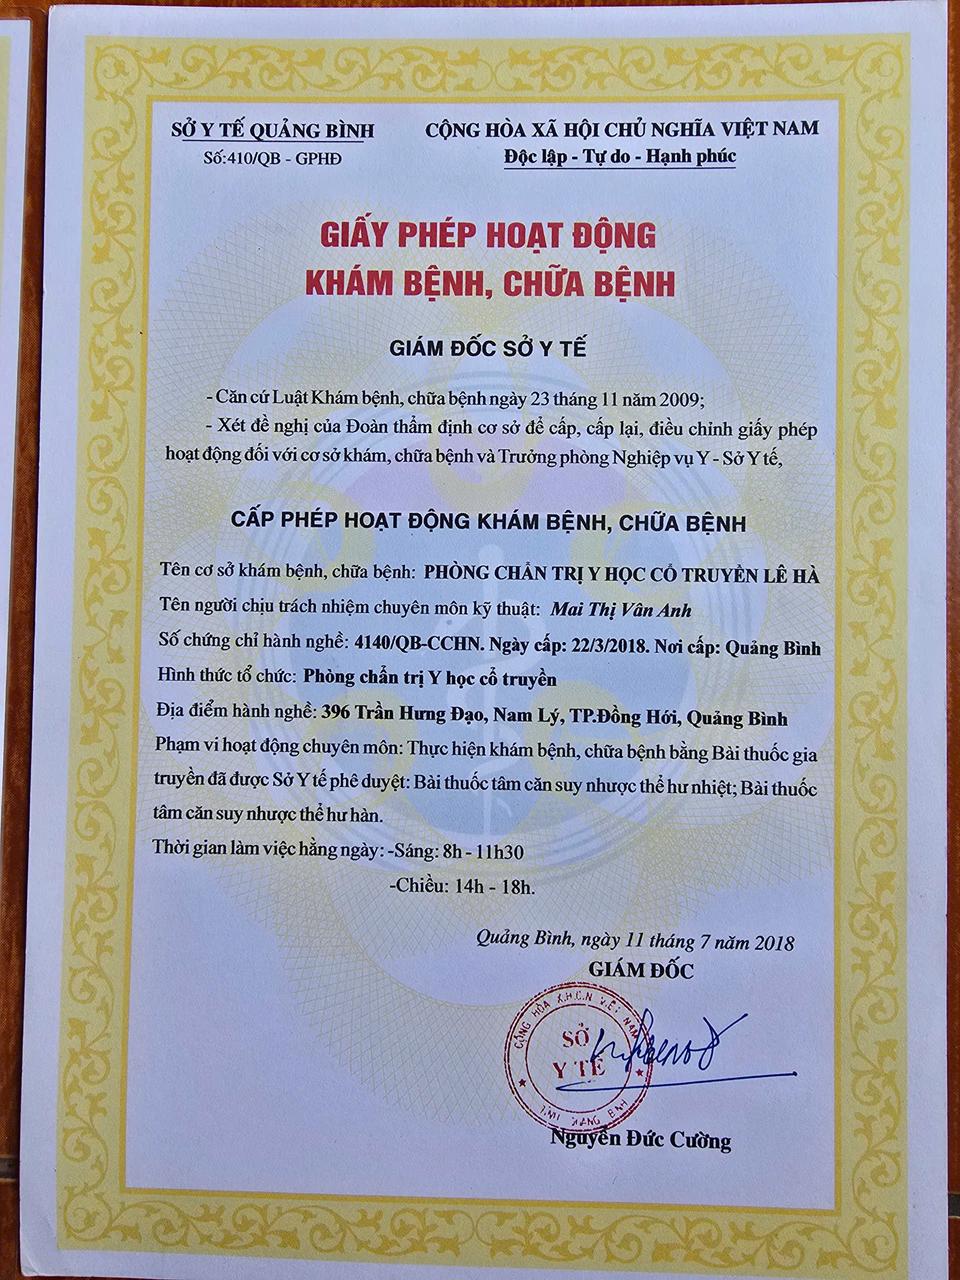 SỞ Y TẾ QUẢNG BÌNH
Số:410/QB - GPHĐ
CỘNG HÒA XÃ HỘI CHỦ NGHĨA VIỆT NAM
Độc lập - Tự do - Hạnh phúc
GIẤY PHÉP HOẠT ĐỘNG
KHÁM BỆNH, CHỮA BỆNH
GIÁM ĐỐC SỞ Y TẾ
- Căn cứ Luật Khám bệnh, chữa bệnh ngày 23 tháng 11 năm 2009;
- Xét đề nghị của Đoàn thẩm định cơ sở để cấp, cấp lại, điều chỉnh giấy phép
hoạt động đối với cơ sở khám, chữa bệnh và Trưởng phòng Nghiệp vụ Y - Sở Y tế,
CẤP PHÉP HOẠT ĐỘNG KHÁM BỆNH, CHỮA BỆNH
Tên cơ sở khám bệnh, chữa bệnh: PHÒNG CHẨN TRỊ Y HỌC CỔ TRUYỀN LÊ HÀ
Tên người chịu trách nhiệm chuyên môn kỹ thuật: Mai Thị Vân Anh
Số chứng chỉ hành nghề: 4140/QB-CCHN. Ngày cấp: 22/3/2018. Nơi cấp: Quảng Bình
Hình thức tổ chức: Phòng chẩn trị Y học cổ truyền
Địa điểm hành nghề: 396 Trần Hưng Đạo, Nam Lý, TP.Đồng Hới, Quảng Bình
Phạm vi hoạt động chuyên môn: Thực hiện khám bệnh, chữa bệnh bằng Bài thuốc gia
truyền đã được Sở Y tế phê duyệt: Bài thuốc tâm căn suy nhược thể hư nhiệt; Bài thuốc
tâm căn suy nhược thể hư hàn.
Thời gian làm việc hằng ngày: -Sáng: 8h - 11h30
-Chiều: 14h - 18h.
Quảng Bình, ngày 11 tháng 7 năm 2018
GIÁM ĐỐC
CỘNG HÒA X.H.C.N VIỆT NAM
SỞ
Y TẾ
TỈNH QUẢNG BÌNH
Nguyễn Đức Cường